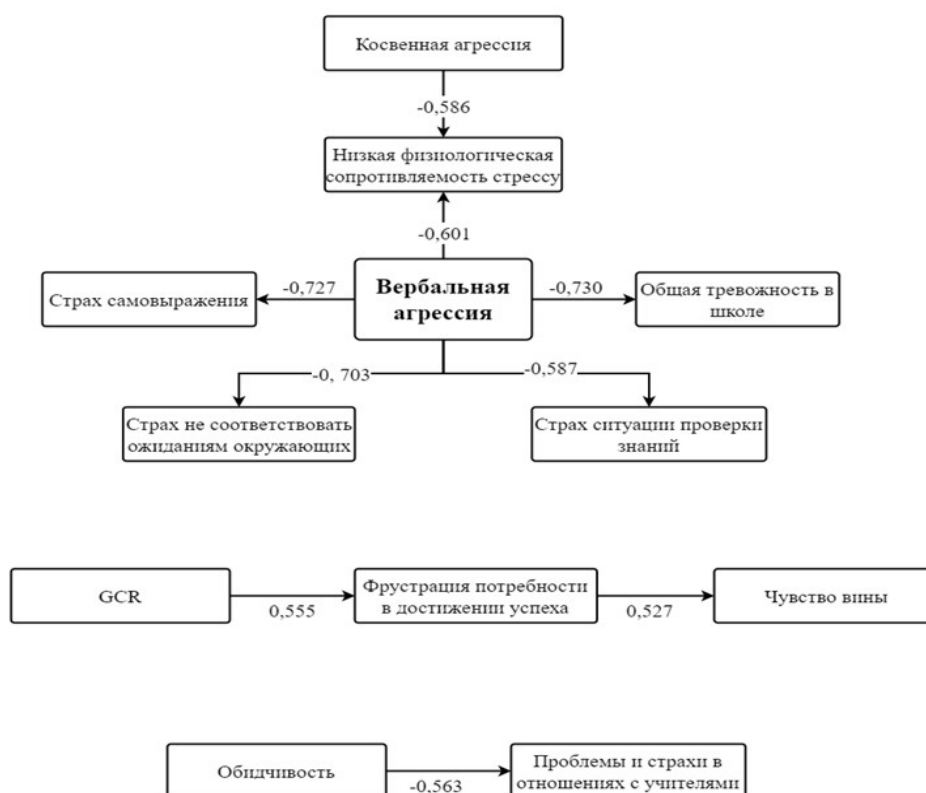 Косвенная агрессия
-0,586
Низкая физиологическая
сопротивляемость стрессу
-0,601
Страх самовыражения
-0,727
Вербальная
агрессия
-0,730
Общая тревожность в
школе
-0, 703
-0,587
Страх не соответствовать
ожиданиям окружающих
Страх ситуации проверки
знаний
GCR
0,555
Фрустрация потребности
в достижении успеха
0,527
Чувство вины
Обидчивость
-0,563
Проблемы и страхи в
отношениях с учителями